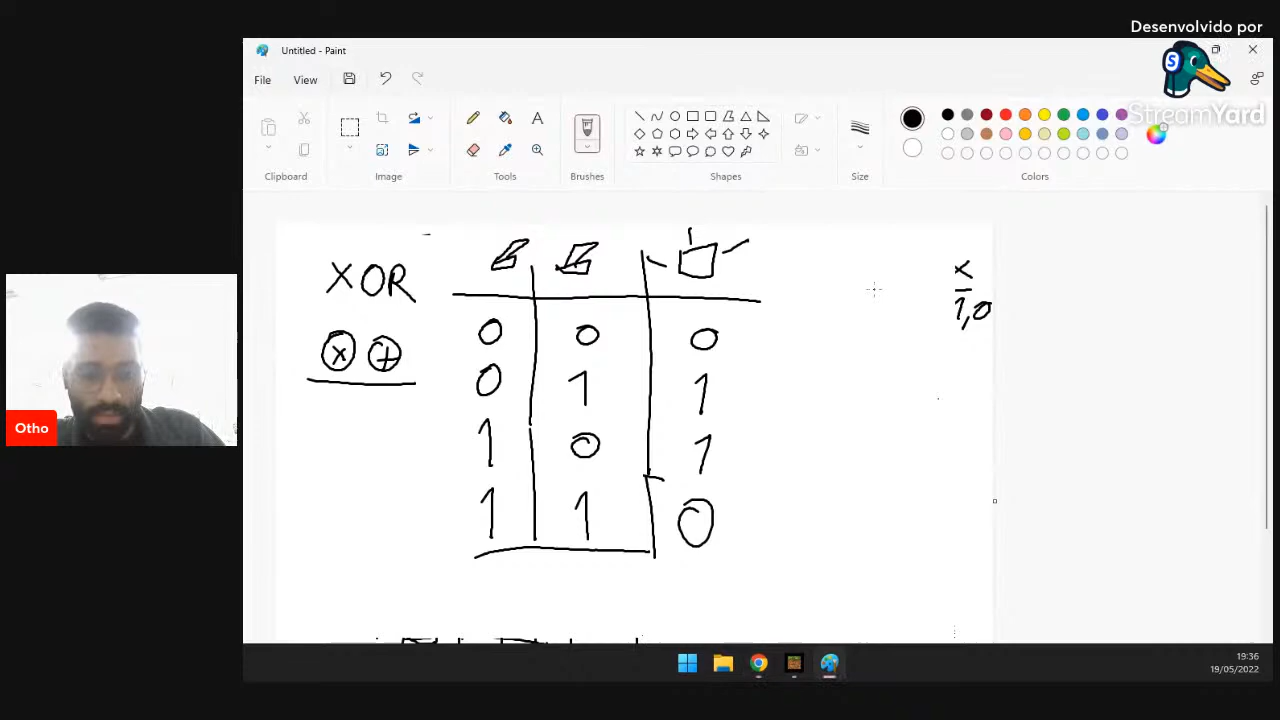 Desenvolvido por
StreamYard
Untitled - Paint
File View
Clipboard Image Tools Brushes Shapes Size Colors
XOR
0 0 0
0 1 1
1 0 1
1 1 0
x
1,0
Otho
19:36
19/05/2022